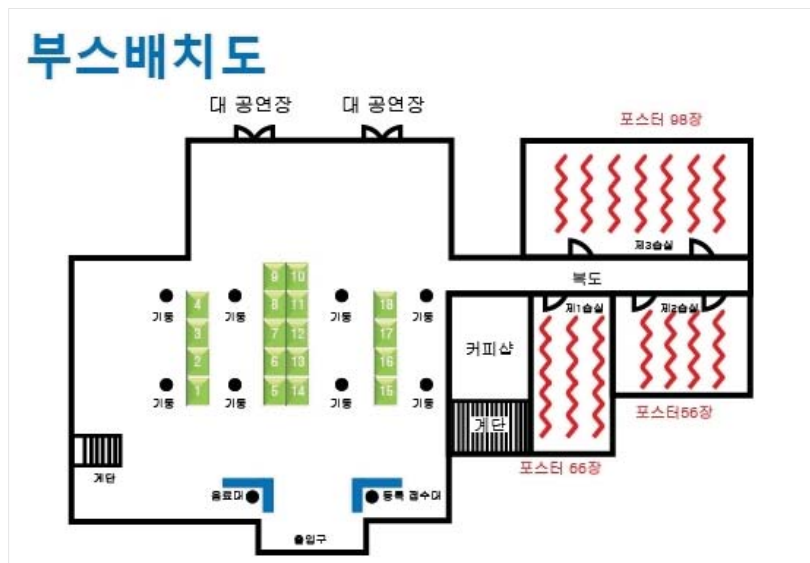 부스배치도
대 공연장
대 공연장
포스터 98장
제3습실
복도
9 10
4 8 11 18
기둥 기둥 기둥 기둥
제1습실 제2습실
3 7 12 17
커피샵
2 6 13 16
1 5 14 15
기둥 기둥 기둥 기둥
포스터56장
계단
포스터 66장
계단
음료대
등록 접수대
출입구